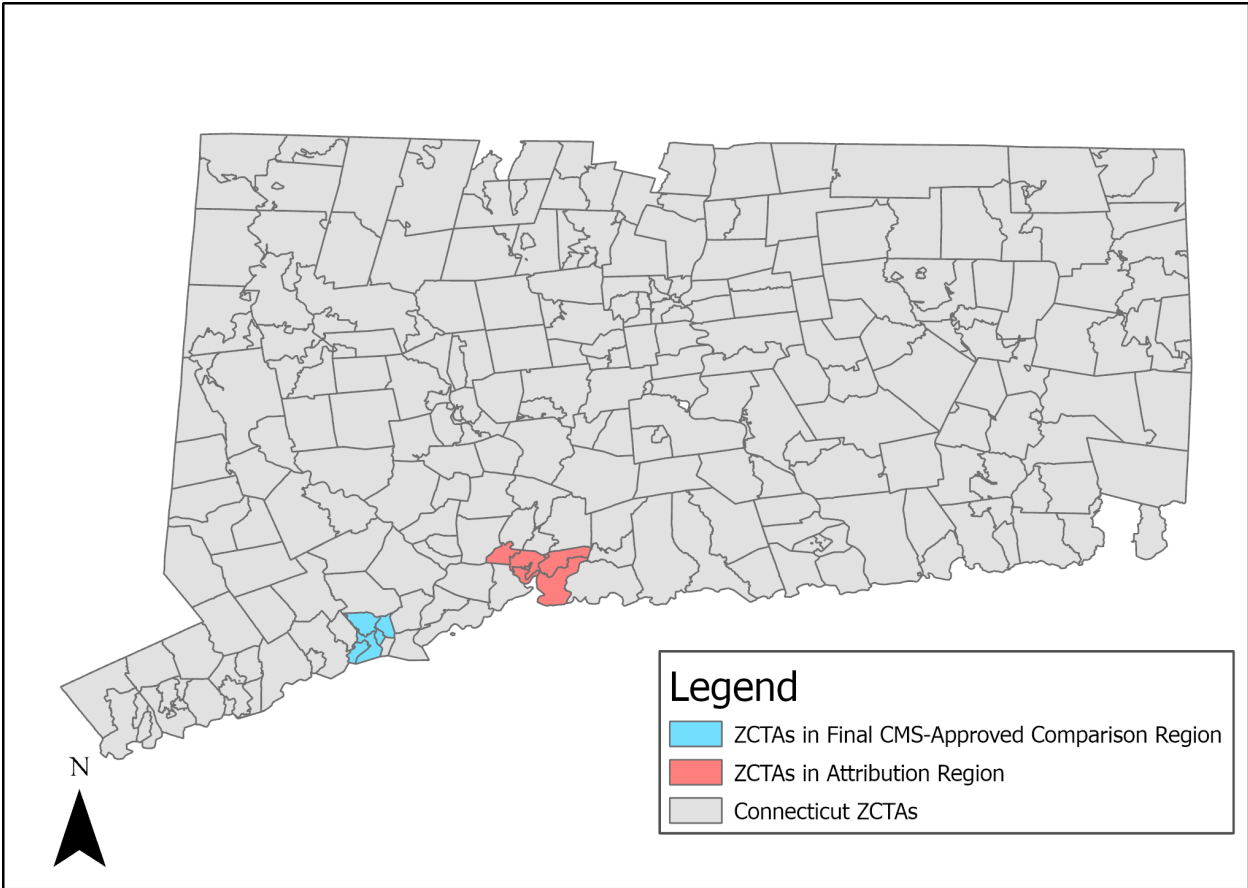 Legend
ZCTAs in Final CMS-Approved Comparison Region
ZCTAs in Attribution Region
Connecticut ZCTAs
N